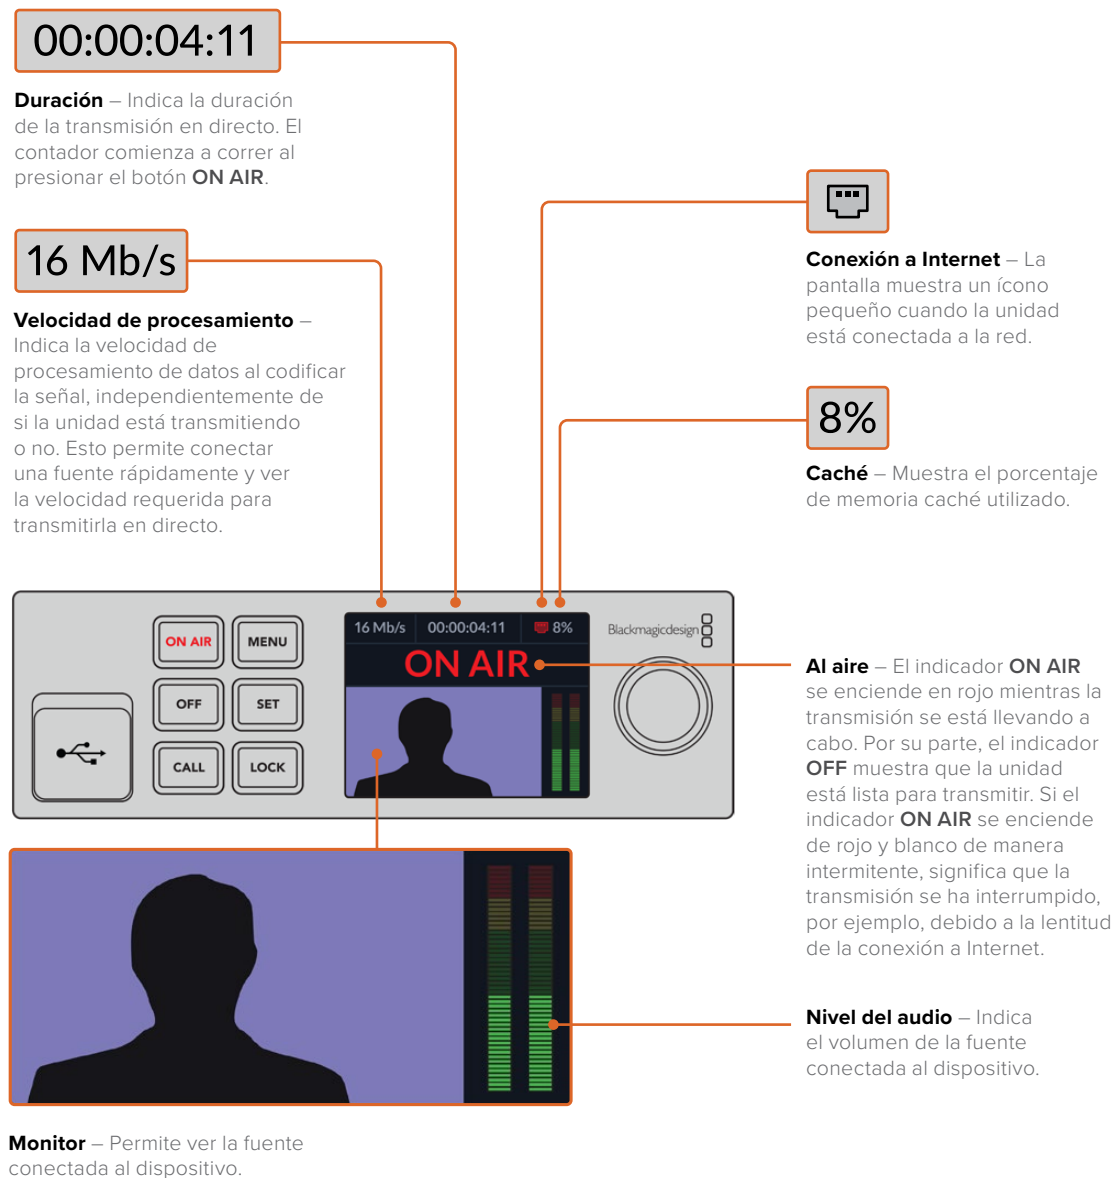 00:00:04:11
Duración – Indica la duración
de la transmisión en directo. El
contador comienza a correr al
presionar el botón ON AIR.
16 Mb/s
Velocidad de procesamiento –
Indica la velocidad de
procesamiento de datos al codificar
la señal, independientemente de
si la unidad está transmitiendo
o no. Esto permite conectar
una fuente rápidamente y ver
la velocidad requerida para
transmitirla en directo.
Conexión a Internet – La
pantalla muestra un ícono
pequeño cuando la unidad
está conectada a la red.
8%
Caché – Muestra el porcentaje
de memoria caché utilizado.
ON AIR
MENU
OFF
SET
CALL
LOCK
16 Mb/s
00:00:04:11
8%
ON AIR
Blackmagicdesign
Al aire – El indicador ON AIR
se enciende en rojo mientras la
transmisión se está llevando a
cabo. Por su parte, el indicador
OFF muestra que la unidad
está lista para transmitir. Si el
indicador ON AIR se enciende
de rojo y blanco de manera
intermitente, significa que la
transmisión se ha interrumpido,
por ejemplo, debido a la lentitud
de la conexión a Internet.
Nivel del audio – Indica
el volumen de la fuente
conectada al dispositivo.
Monitor – Permite ver la fuente
conectada al dispositivo.